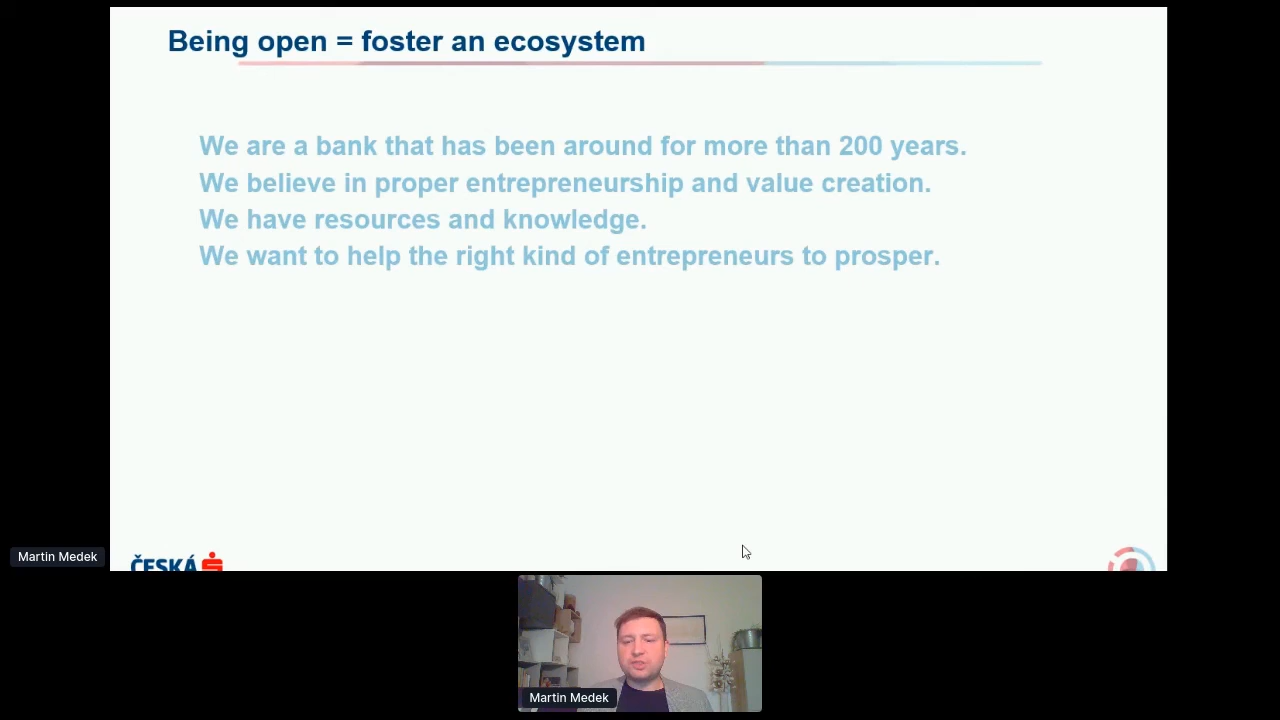 Being open = foster an ecosystem
We are a bank that has been around for more than 200 years.
We believe in proper entrepreneurship and value creation.
We have resources and knowledge.
We want to help the right kind of entrepreneurs to prosper.
Martin Medek
ČESKÁ
Martin Medek